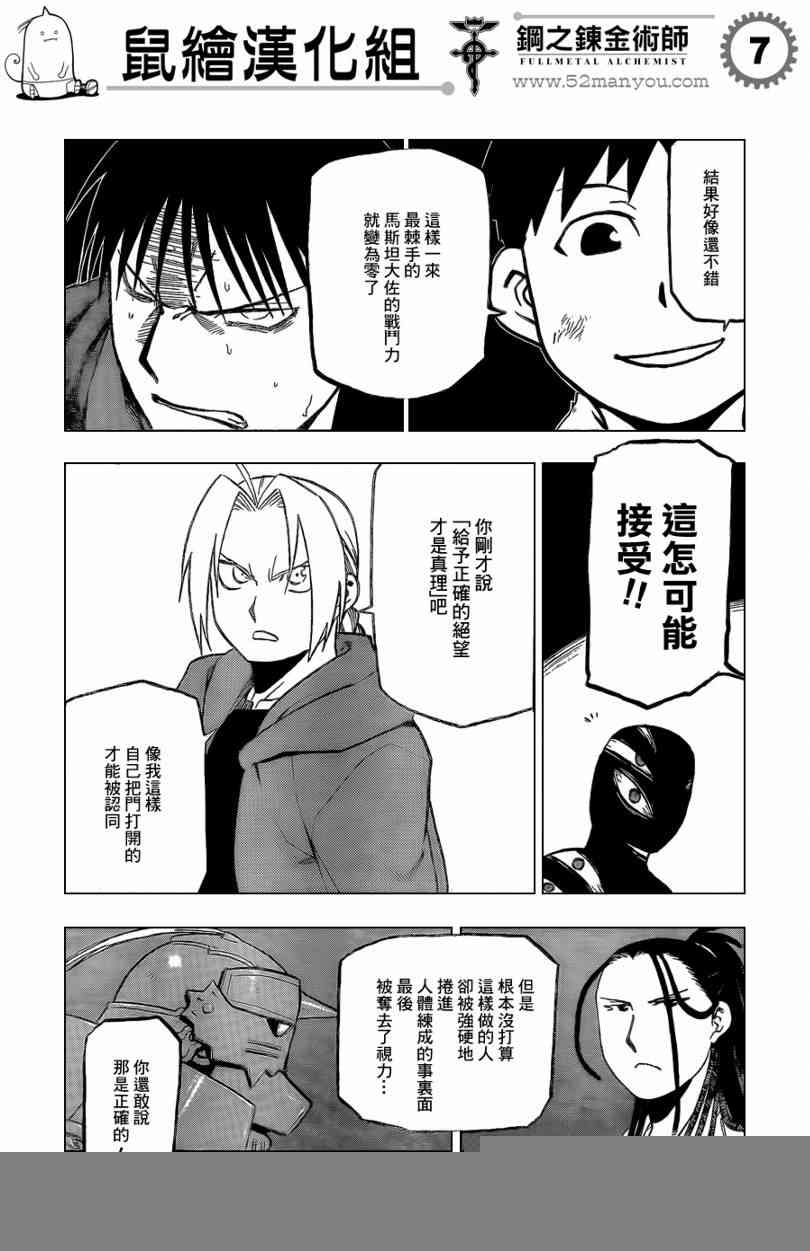 鼠繪漢化組
鋼之鍊金術師
FULLMETAL ALCHEMIST
www.52manyou.com
7
結果好像還不錯
這樣一來
最棘手的
馬斯坦大佐的戰鬥力
就變為零了
這怎可能
接受!!
你剛才說
「給予正確的絕望
才是真理」吧
像我這樣
自己把門打開的
才能被認同
但是
根本沒打算
這樣做的人
卻被強硬地
捲進
人體練成的事裏面
最後
被奪去了視力…
你還敢說
那是正確的